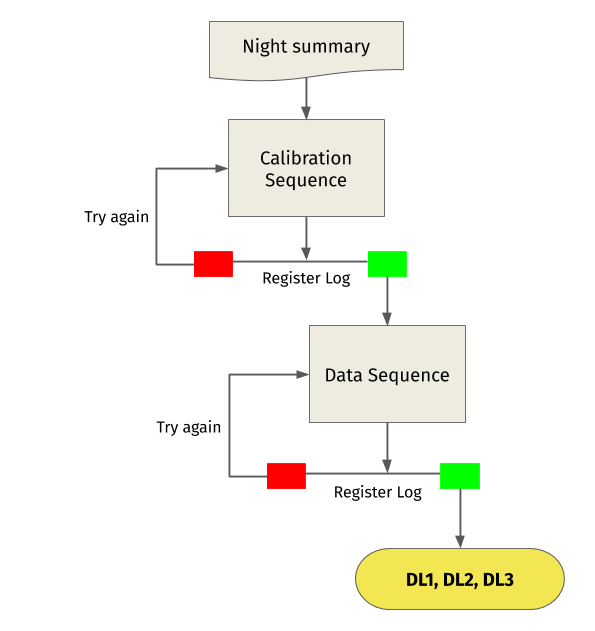 Night summary
Calibration
Sequence
Try again
Register Log
Data Sequence
Try again
Register Log
DL1, DL2, DL3